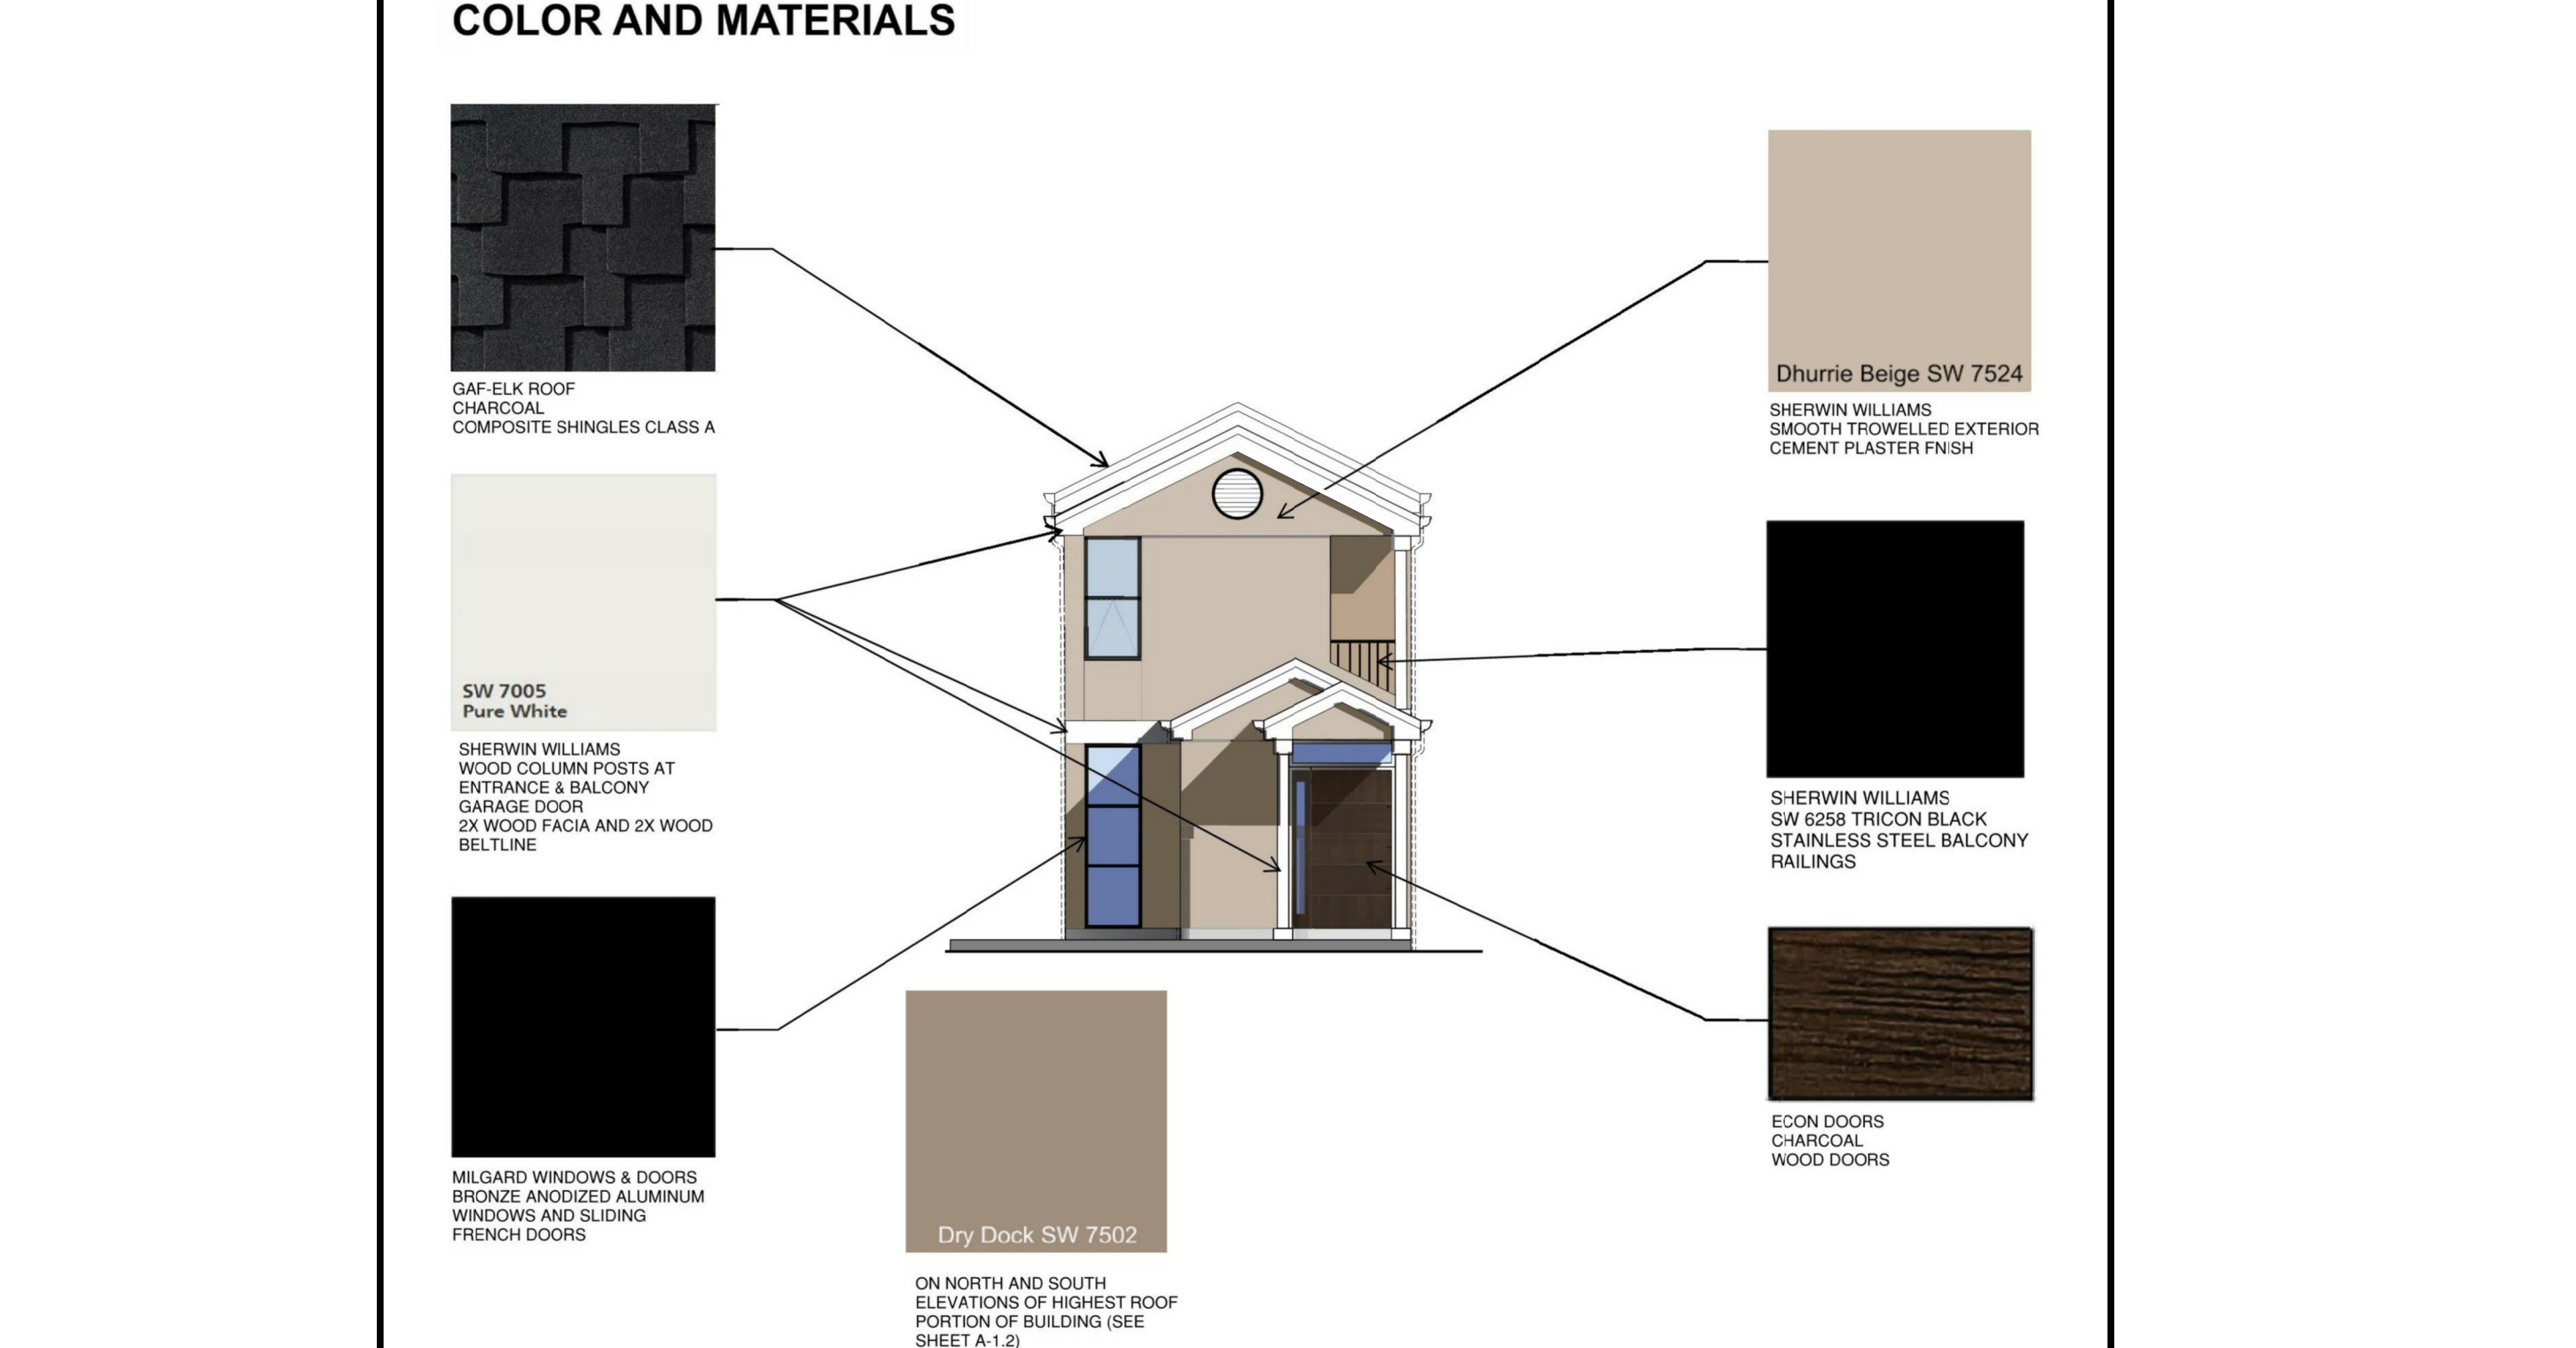 COLOR AND MATERIALS
GAF-ELK ROOF
CHARCOAL
COMPOSITE SHINGLES CLASS A
SW 7005
Pure White
SHERWIN WILLIAMS
WOOD COLUMN POSTS AT
ENTRANCE & BALCONY
GARAGE DOOR
2X WOOD FACIA AND 2X WOOD
BELTLINE
MILGARD WINDOWS & DOORS
BRONZE ANODIZED ALUMINUM
WINDOWS AND SLIDING
FRENCH DOORS
Dry Dock SW 7502
ON NORTH AND SOUTH
ELEVATIONS OF HIGHEST ROOF
PORTION OF BUILDING (SEE
SHEET A-1.2)
Dhurrie Beige SW 7524
SHERWIN WILLIAMS
SMOOTH TROWELLED EXTERIOR
CEMENT PLASTER FNISH
SHERWIN WILLIAMS
SW 6258 TRICON BLACK
STAINLESS STEEL BALCONY
RAILINGS
ECON DOORS
CHARCOAL
WOOD DOORS